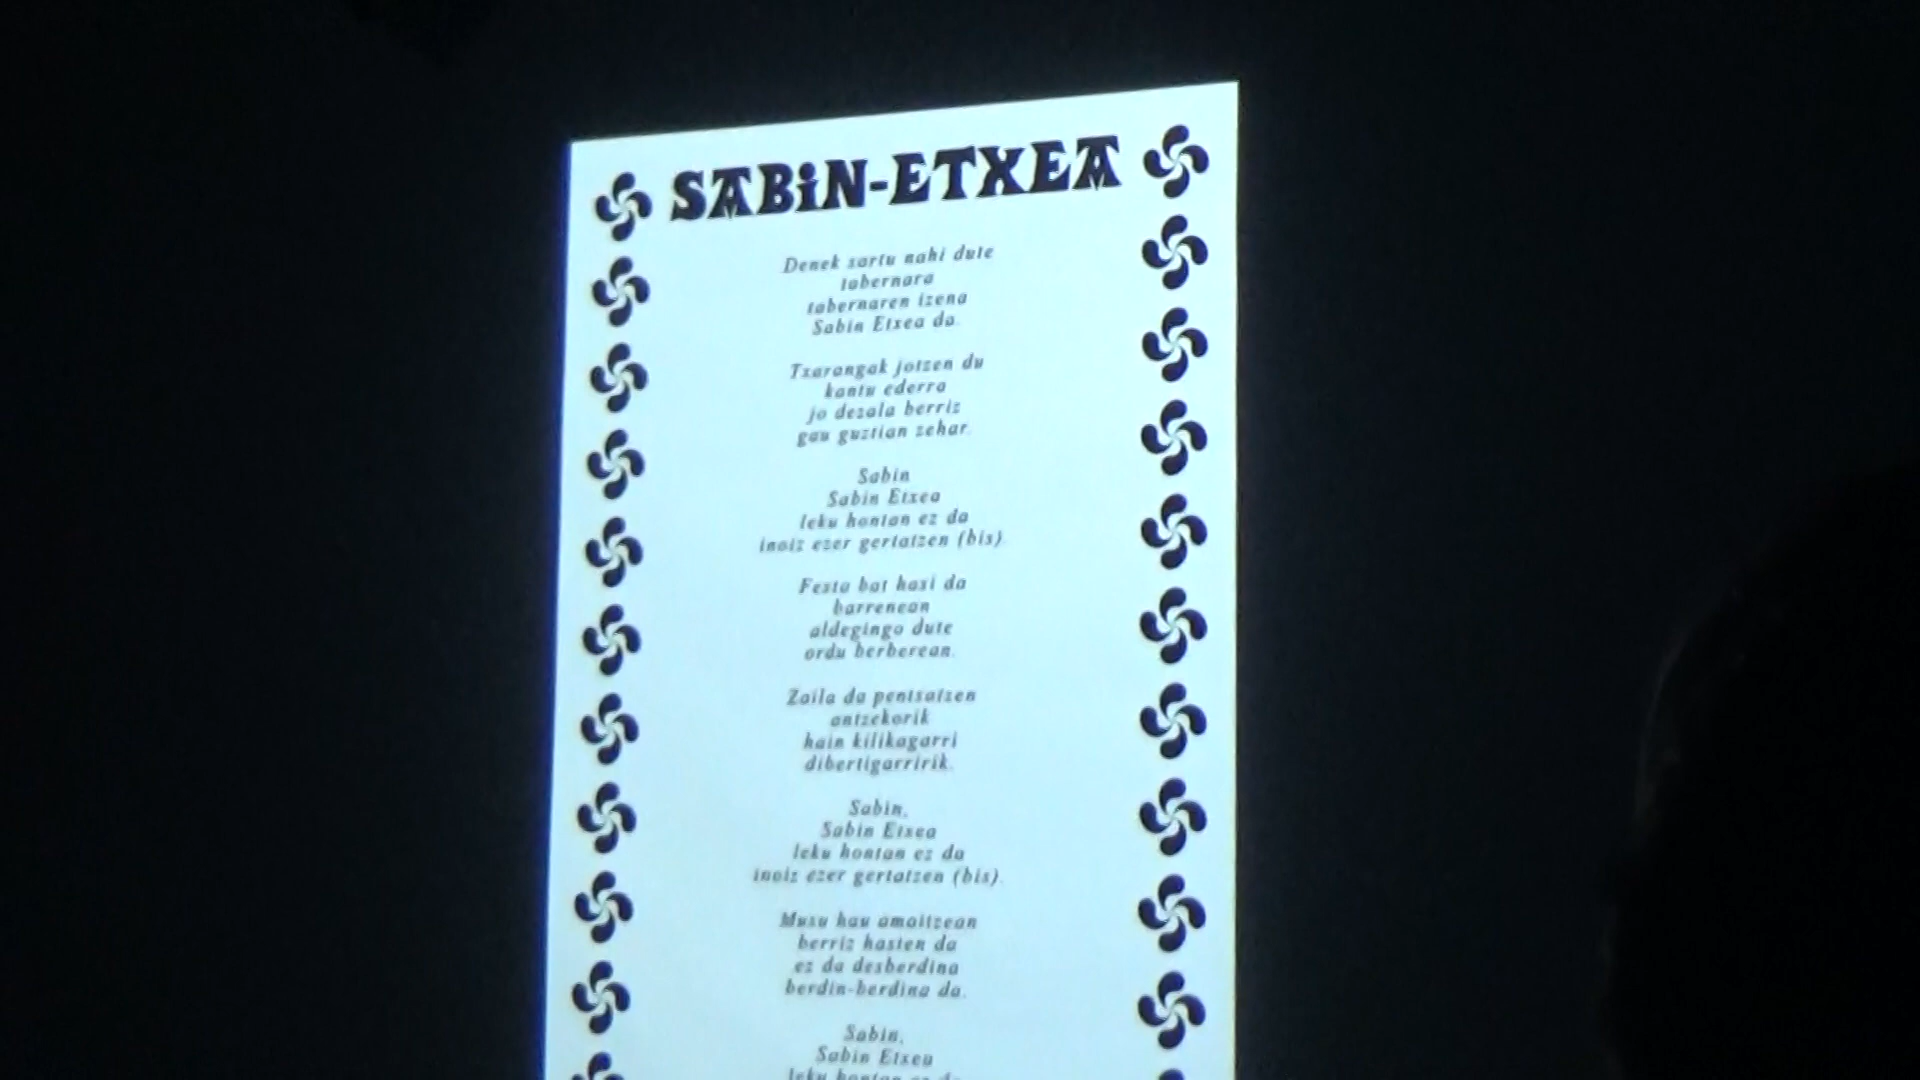 SABiN-ETXEA
Denek sartu nahi dute
tabernara
tabernaren izena
Sabin Etxea da.
Txarangak jotzen du
kantu ederra
jo dezala berriz
gau guztian zehar.
Sabin
Sabin Etxea
leku hontan ez da
inoiz ezer gertatzen (bis).
Festa bat hasi da
barrenean
aldegingo dute
ordu berberean.
Zaila da pentsatzen
antzekorik
hain kilikagarri
dibertigarririk.
Sabin,
Sabin Etxea
leku hontan ez da
inoiz ezer gertatzen (bis).
Musu hau amaitzean
berriz hasten da
ez da desberdina
berdin-berdina da.
Sabin,
Sabin Etxea
leku hontan ez da